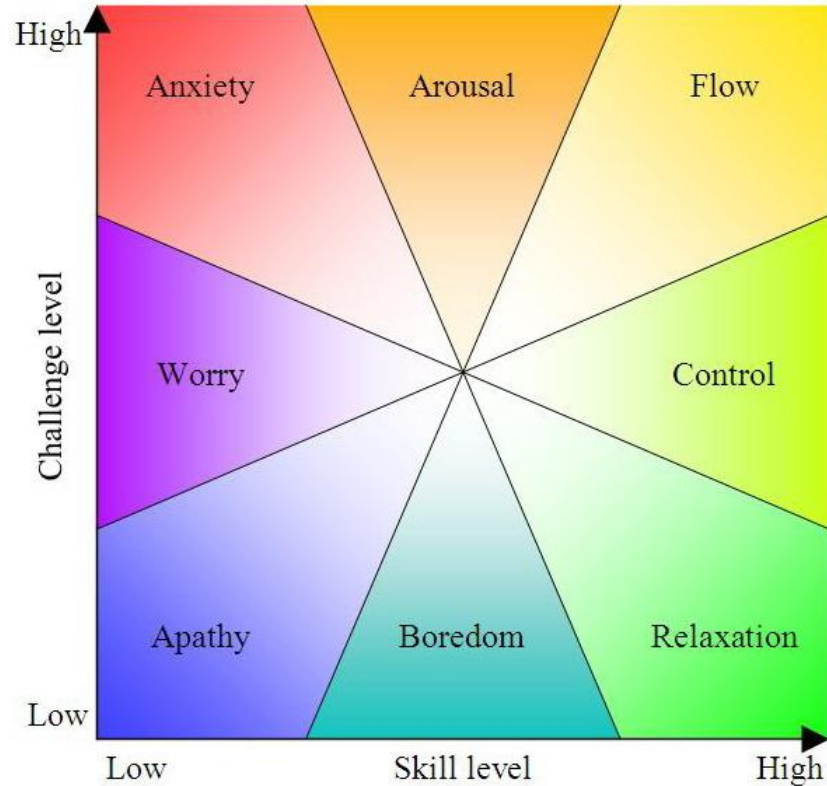 High
Anxiety
Arousal
Flow
Challenge level
Worry
Control
Apathy
Boredom
Relaxation
Low
Low
Skill level
High